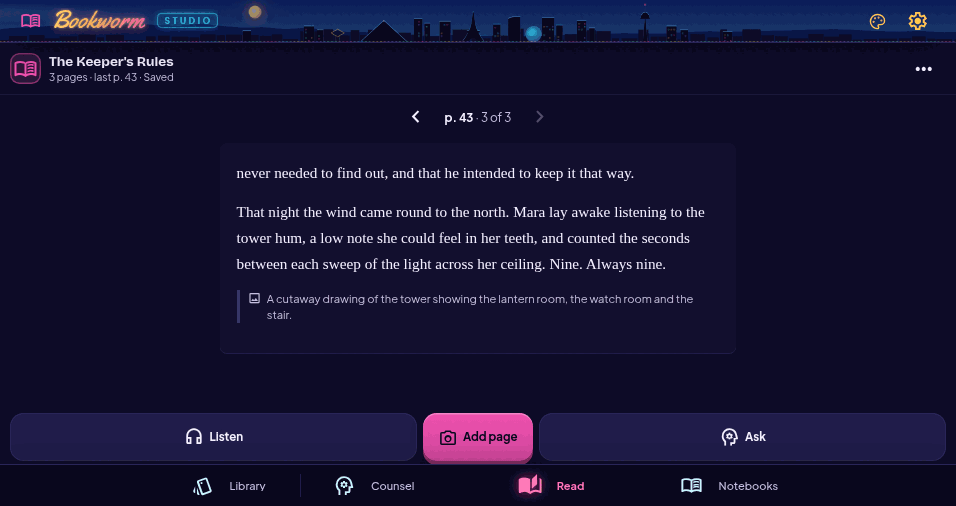 Bookworm STUDIO
The Keeper's Rules
3 pages · last p. 43 · Saved
p. 43 · 3 of 3
never needed to find out, and that he intended to keep it that way.
That night the wind came round to the north. Mara lay awake listening to the
tower hum, a low note she could feel in her teeth, and counted the seconds
between each sweep of the light across her ceiling. Nine. Always nine.
A cutaway drawing of the tower showing the lantern room, the watch room and the
stair.
Listen
Add page
Ask
Library
Counsel
Read
Notebooks